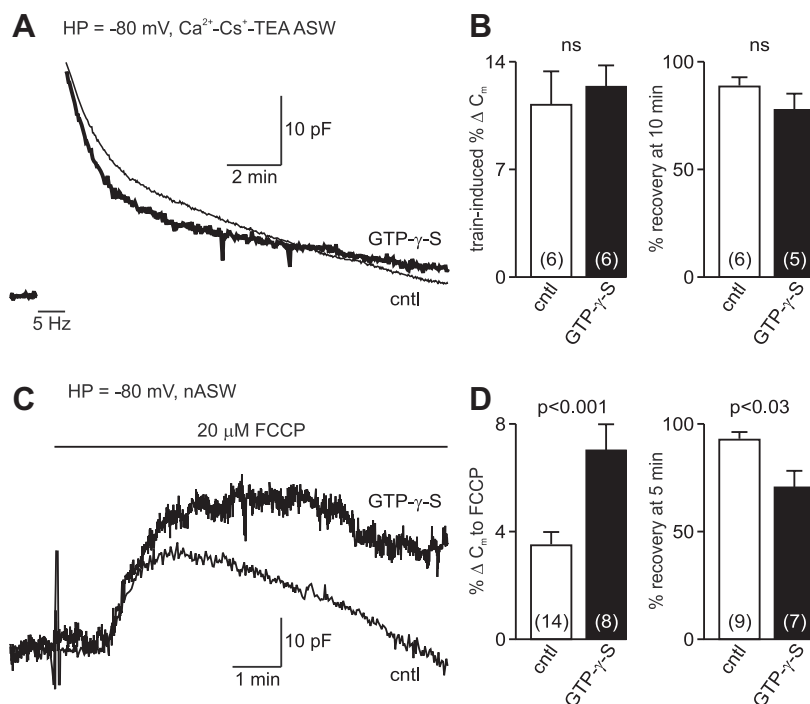 A
HP = -80 mV, Ca²⁺-Cs⁺-TEA ASW
10 pF
2 min
GTP-γ-S
cntl
5 Hz
B
ns
14
7
0
train-induced % Δ Cₘ
(6)
(6)
cntl
GTP-γ-S
ns
100
50
0
% recovery at 10 min
(6)
(5)
cntl
GTP-γ-S
C
HP = -80 mV, nASW
20 μM FCCP
GTP-γ-S
10 pF
1 min
cntl
D
p<0.001
8
4
0
% Δ Cₘ to FCCP
(14)
(8)
cntl
GTP-γ-S
p<0.03
100
50
0
% recovery at 5 min
(9)
(7)
cntl
GTP-γ-S